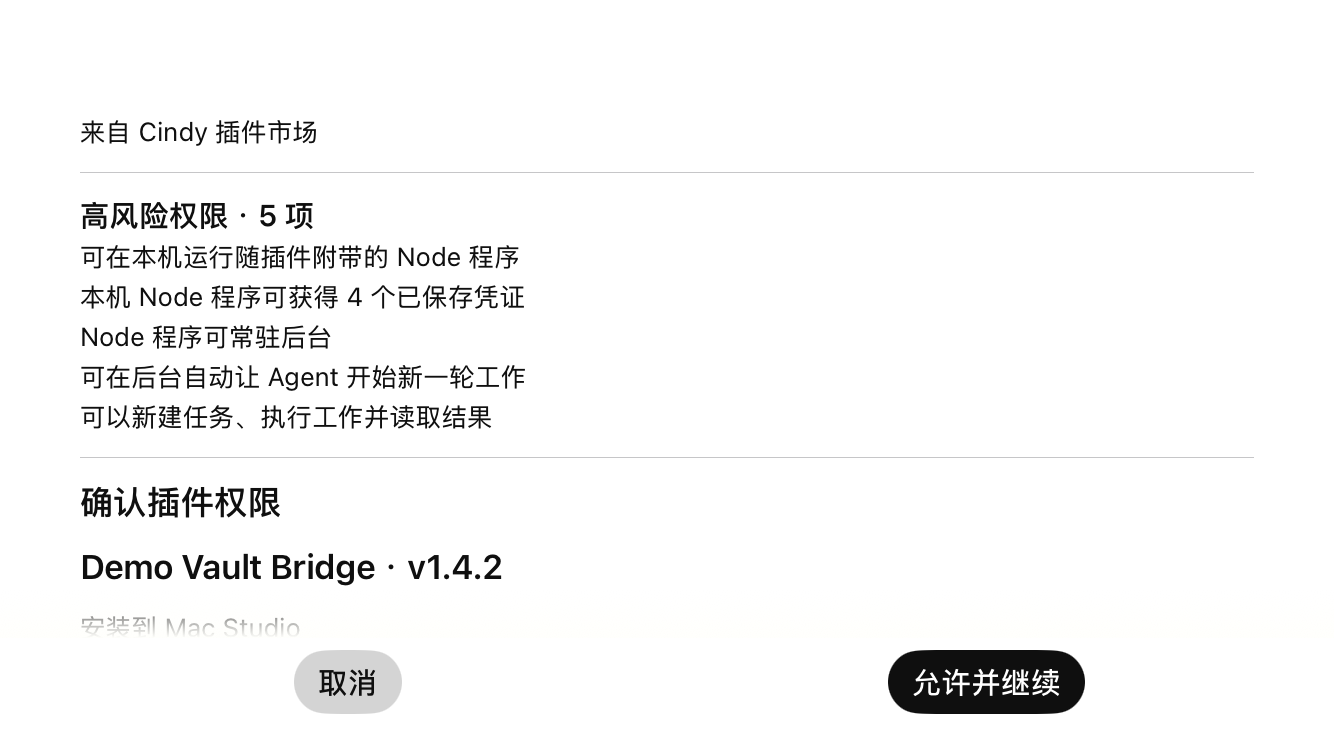 来自 Cindy 插件市场
高风险权限 · 5 项
可在本机运行随插件附带的 Node 程序
本机 Node 程序可获得 4 个已保存凭证
Node 程序可常驻后台
可在后台自动让 Agent 开始新一轮工作
可以新建任务、执行工作并读取结果
确认插件权限
Demo Vault Bridge · v1.4.2
安装到 Mac Studio
取消
允许并继续